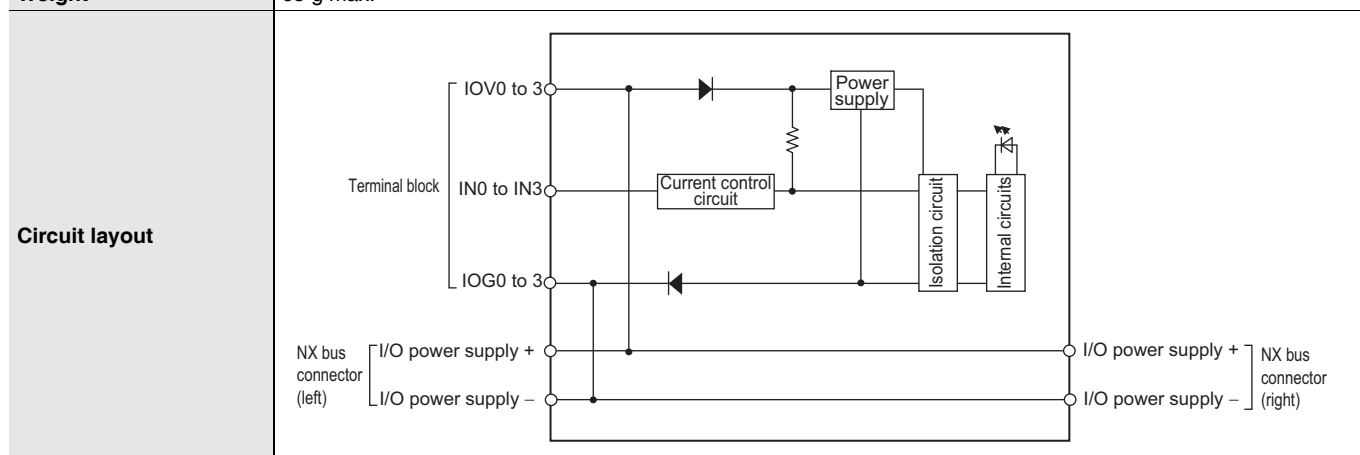 Circuit layout
IOV0 to 3
Power
supply
Terminal block
IN0 to IN3
Current control
circuit
Isolation circuit
Internal circuits
IOG0 to 3
NX bus
connector
(left)
I/O power supply +
I/O power supply –
I/O power supply +
I/O power supply –
NX bus
connector
(right)